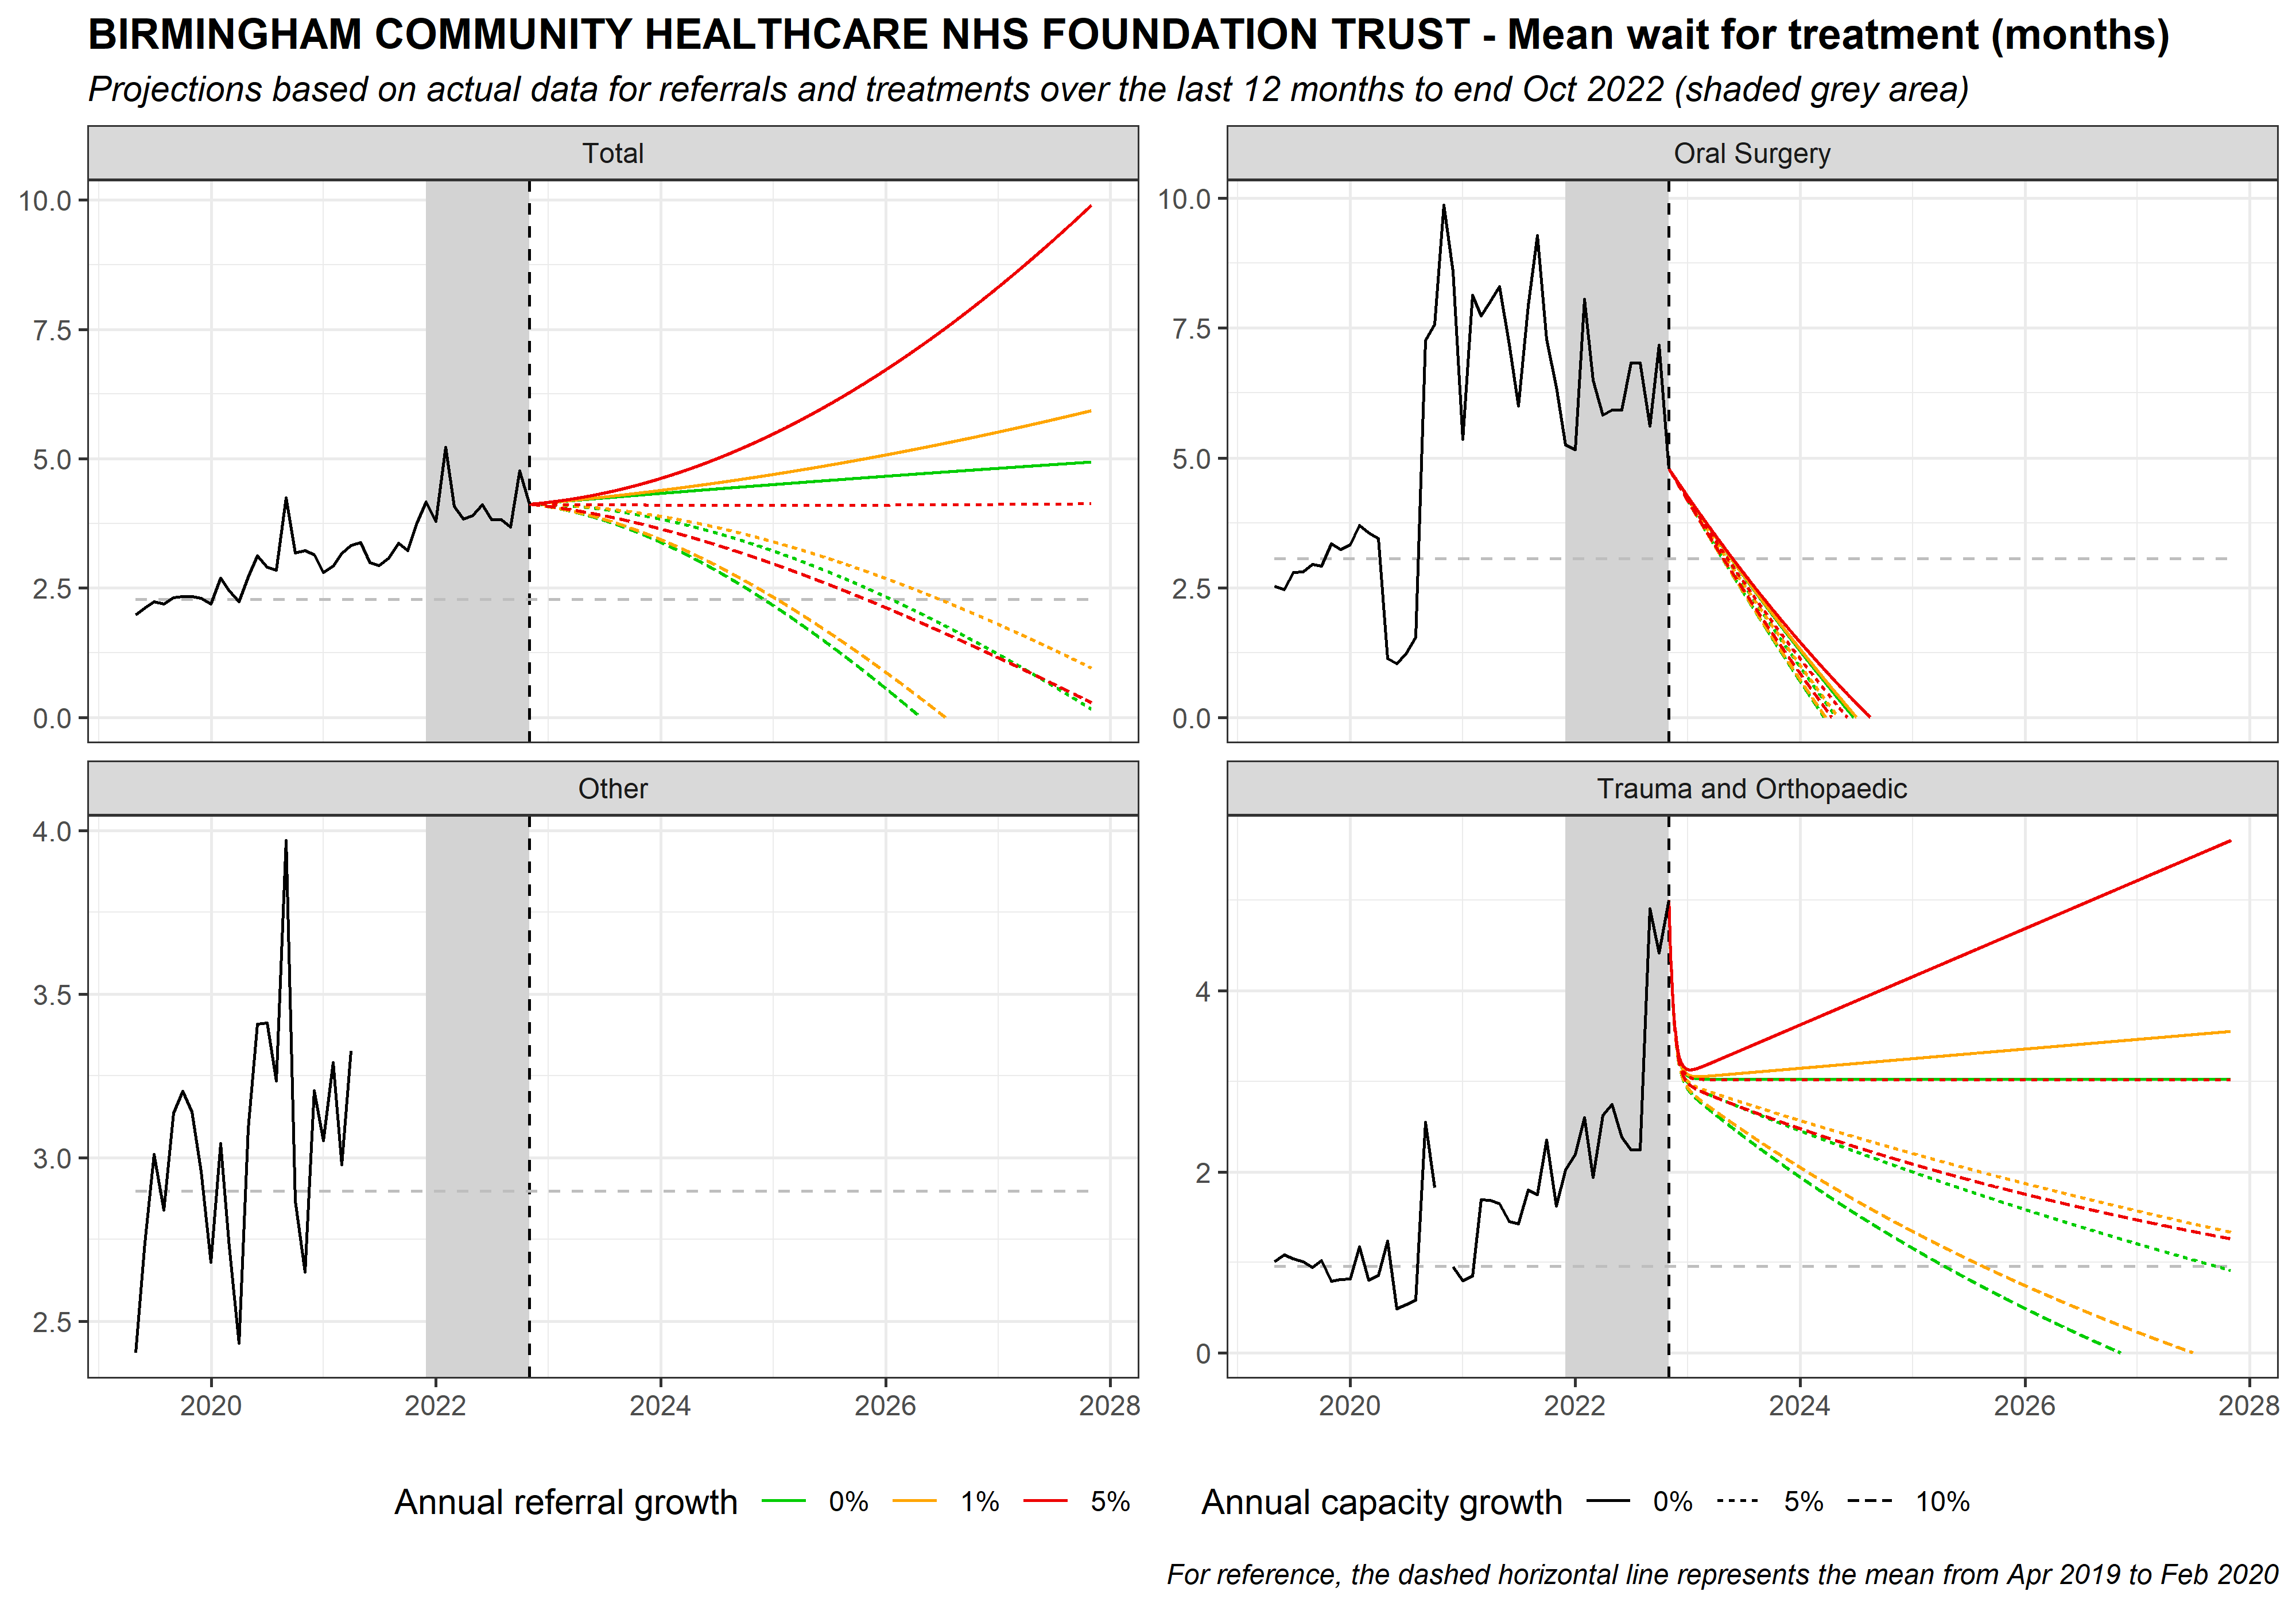 BIRMINGHAM COMMUNITY HEALTHCARE NHS FOUNDATION TRUST - Mean wait for treatment (months)
Projections based on actual data for referrals and treatments over the last 12 months to end Oct 2022 (shaded grey area)
Total
10.0
7.5
5.0
2.5
0.0
Oral Surgery
10.0
7.5
5.0
2.5
0.0
Other
4.0
3.5
3.0
2.5
2020 2022 2024 2026 2028
Trauma and Orthopaedic
4
2
0
2020 2022 2024 2026 2028
Annual referral growth 0% 1% 5%
Annual capacity growth 0% 5% 10%
For reference, the dashed horizontal line represents the mean from Apr 2019 to Feb 2020